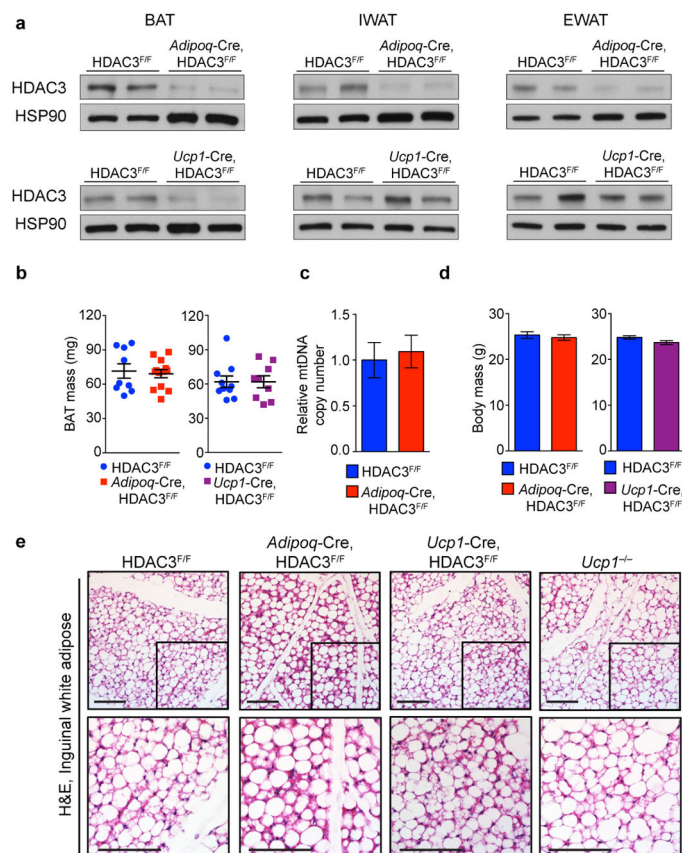 a
BAT IWAT EWAT
HDAC3F/F Adipoq-Cre, HDAC3F/F HDAC3F/F Adipoq-Cre, HDAC3F/F HDAC3F/F Adipoq-Cre, HDAC3F/F
HDAC3
HSP90
HDAC3F/F Ucp1-Cre, HDAC3F/F HDAC3F/F Ucp1-Cre, HDAC3F/F HDAC3F/F Ucp1-Cre, HDAC3F/F
HDAC3
HSP90
b
BAT mass (mg)
120
90
60
30
0
HDAC3F/F
Adipoq-Cre,
HDAC3F/F
120
90
60
30
0
HDAC3F/F
Ucp1-Cre,
HDAC3F/F
c
Relative mtDNA
copy number
1.5
1.0
0.5
0.0
HDAC3F/F
Adipoq-Cre,
HDAC3F/F
d
Body mass (g)
30
20
10
0
HDAC3F/F
Adipoq-Cre,
HDAC3F/F
30
20
10
0
HDAC3F/F
Ucp1-Cre,
HDAC3F/F
e
HDAC3F/F
Adipoq-Cre,
HDAC3F/F
Ucp1-Cre,
HDAC3F/F
Ucp1–/–
H&E, Inguinal white adipose